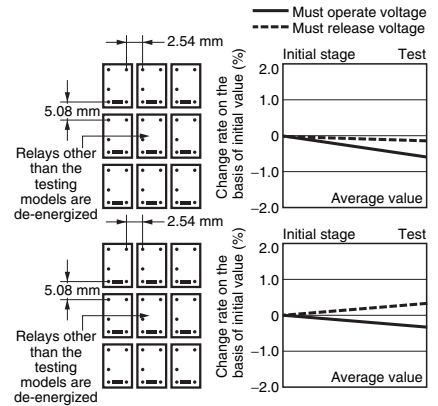 Must operate voltage
Must release voltage
2.54 mm
5.08 mm
Relays other
than the
testing
models are
de-energized
Change rate on the
basis of initial value (%)
Initial stage
Test
2.0
1.0
0
−1.0
−2.0
Average value
2.54 mm
5.08 mm
Relays other
than the
testing
models are
de-energized
Change rate on the
basis of initial value (%)
Initial stage
Test
2.0
1.0
0
−1.0
−2.0
Average value